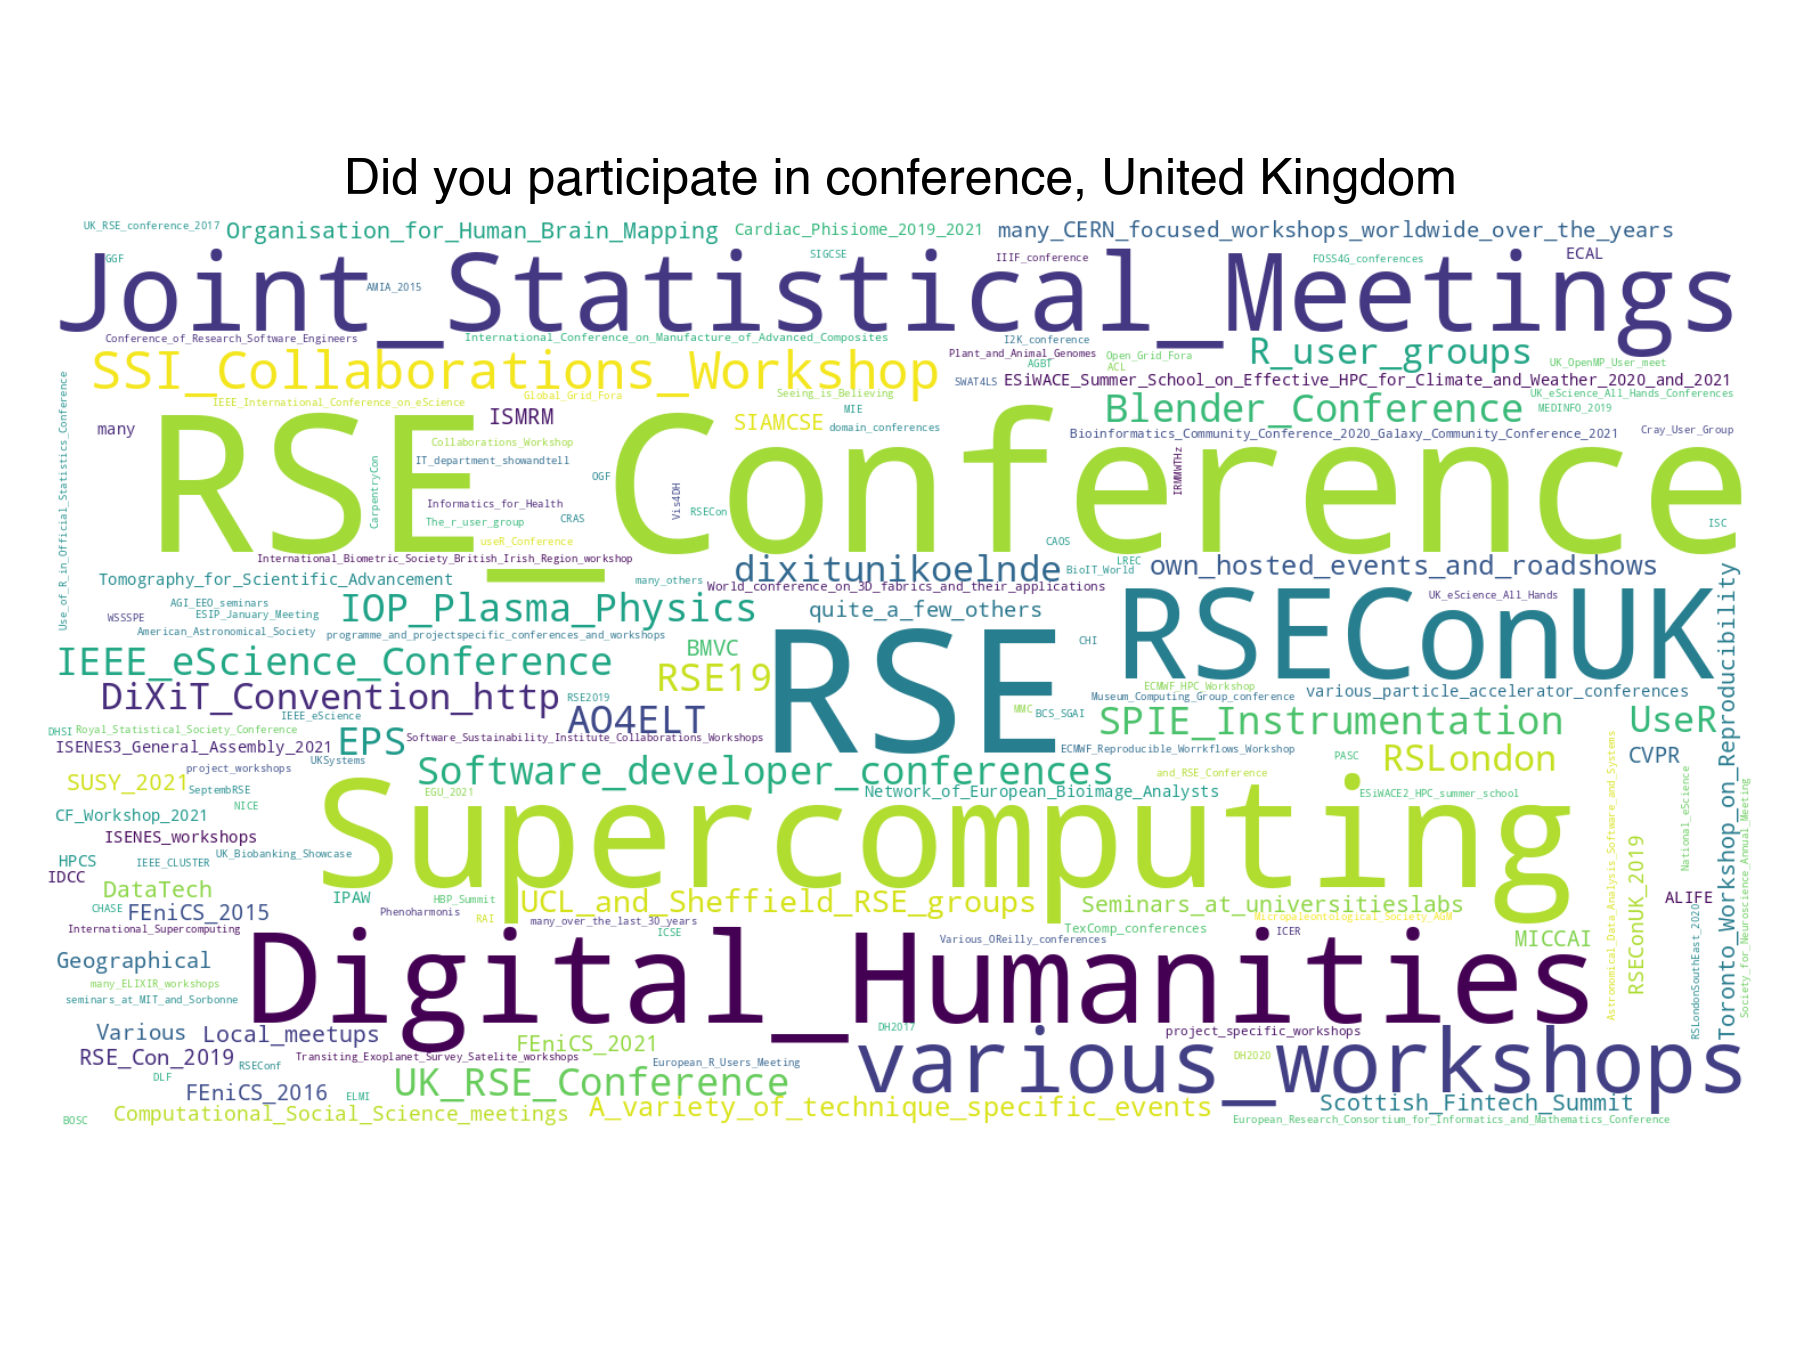 Did you participate in conference, United Kingdom
UK_RSE_conference_2017
Organisation_for_Human_Brain_Mapping
Cardiac_Phisiome_2019_2021
many_CERN_focused_workshops_worldwide_over_the_years
GGF
Joint_Statistical_Meetings
SIGCSE
IIIF_conference
FOSS4G_conferences
ECAL
AMIA_2015
Conference_of_Research_Software_Engineers
International_Conference_on_Manufacture_of_Advanced_Composites
I2K_conference
SSI_Collaborations_Workshop
Plant_and_Animal_Genomes
Open_Grid_Fora
R_user_groups
AGBT
ACL
UK_OpenMP_User_meet
SWAT4LS
ESiWACE_Summer_School_on_Effective_HPC_for_Climate_and_Weather_2020_and_2021
IEEE_International_Conference_on_eScience
Global_Grid_Fora
Seeing_is_Believing
UK_eScience_All_Hands_Conferences
many
ISMRM
SIAMCSE
MIE
domain_conferences
Blender_Conference
MEDINFO_2019
Use_of_R_in_Official_Statistics_Conference
RSE_Conference
Collaborations_Workshop
Bioinformatics_Community_Conference_2020_Galaxy_Community_Conference_2021
Cray_User_Group
CarpentryCon
IT_department_showandtell
OGF
IRMMWTHz
Informatics_for_Health
Vis4DH
RSECon
The_r_user_group
CRAS
ISC
useR_Conference
CAOS
International_Biometric_Society_British_Irish_Region_workshop
LREC
Tomography_for_Scientific_Advancement
many_others
dixitunikoelnde
BioIT_World
own_hosted_events_and_roadshows
World_conference_on_3D_fabrics_and_their_applications
AGI_EEO_seminars
WSSSPE
ESIP_January_Meeting
IOP_Plasma_Physics
quite_a_few_others
RSEConUK
UK_eScience_All_Hands
American_Astronomical_Society
programme_and_projectspecific_conferences_and_workshops
RSE
CHI
Toronto_Workshop_on_Reproducibility
IEEE_eScience_Conference
BMVC
RSE19
ECMWF_HPC_Workshop
DiXiT_Convention_http
RSE2019
Museum_Computing_Group_conference
various_particle_accelerator_conferences
IEEE_eScience
AO4ELT
MMC
BCS_SGAI
SPIE_Instrumentation
UseR
DHSI
Royal_Statistical_Society_Conference
ISENES3_General_Assembly_2021
EPS
Software_Sustainability_Institute_Collaborations_Workshops
ECMWF_Reproducible_Worrkflows_Workshop
PASC
RSLondon
CVPR
UKSystems
project_workshops
Software_developer_conferences
and_RSE_Conference
SUSY_2021
SeptembRSE
EGU_2021
Network_of_European_Bioimage_Analysts
ESiWACE2_HPC_summer_school
Astronomical_Data_Analysis_Software_and_Systems
National_eScience
Society_for_Neuroscience_Annual_Meeting
NICE
CF_Workshop_2021
Supercomputing
ISENES_workshops
RSEConUK_2019
HPCS
IEEE_CLUSTER
UK_Biobanking_Showcase
IDCC
DataTech
IPAW
HBP_Summit
UCL_and_Sheffield_RSE_groups
Seminars_at_universitieslabs
ALIFE
CHASE
FEniCS_2015
Phenoharmonis
RAI
many_over_the_last_30_years
Micropaleontological_Society_AGM
International_Supercomputing
ICSE
TexComp_conferences
ICER
RSLondonSouthEast_2020
Digital_Humanities
Various_OReilly_conferences
MICCAI
Geographical
many_ELIXIR_workshops
seminars_at_MIT_and_Sorbonne
Various
Local_meetups
DH2017
project_specific_workshops
FEniCS_2021
various_workshops
RSE_Con_2019
RSEConf
Transiting_Exoplanet_Survey_Satelite_workshops
European_R_Users_Meeting
DH2020
DLF
FEniCS_2016
ELMI
UK_RSE_Conference
BOSC
Computational_Social_Science_meetings
A_variety_of_technique_specific_events
Scottish_Fintech_Summit
European_Research_Consortium_for_Informatics_and_Mathematics_Conference